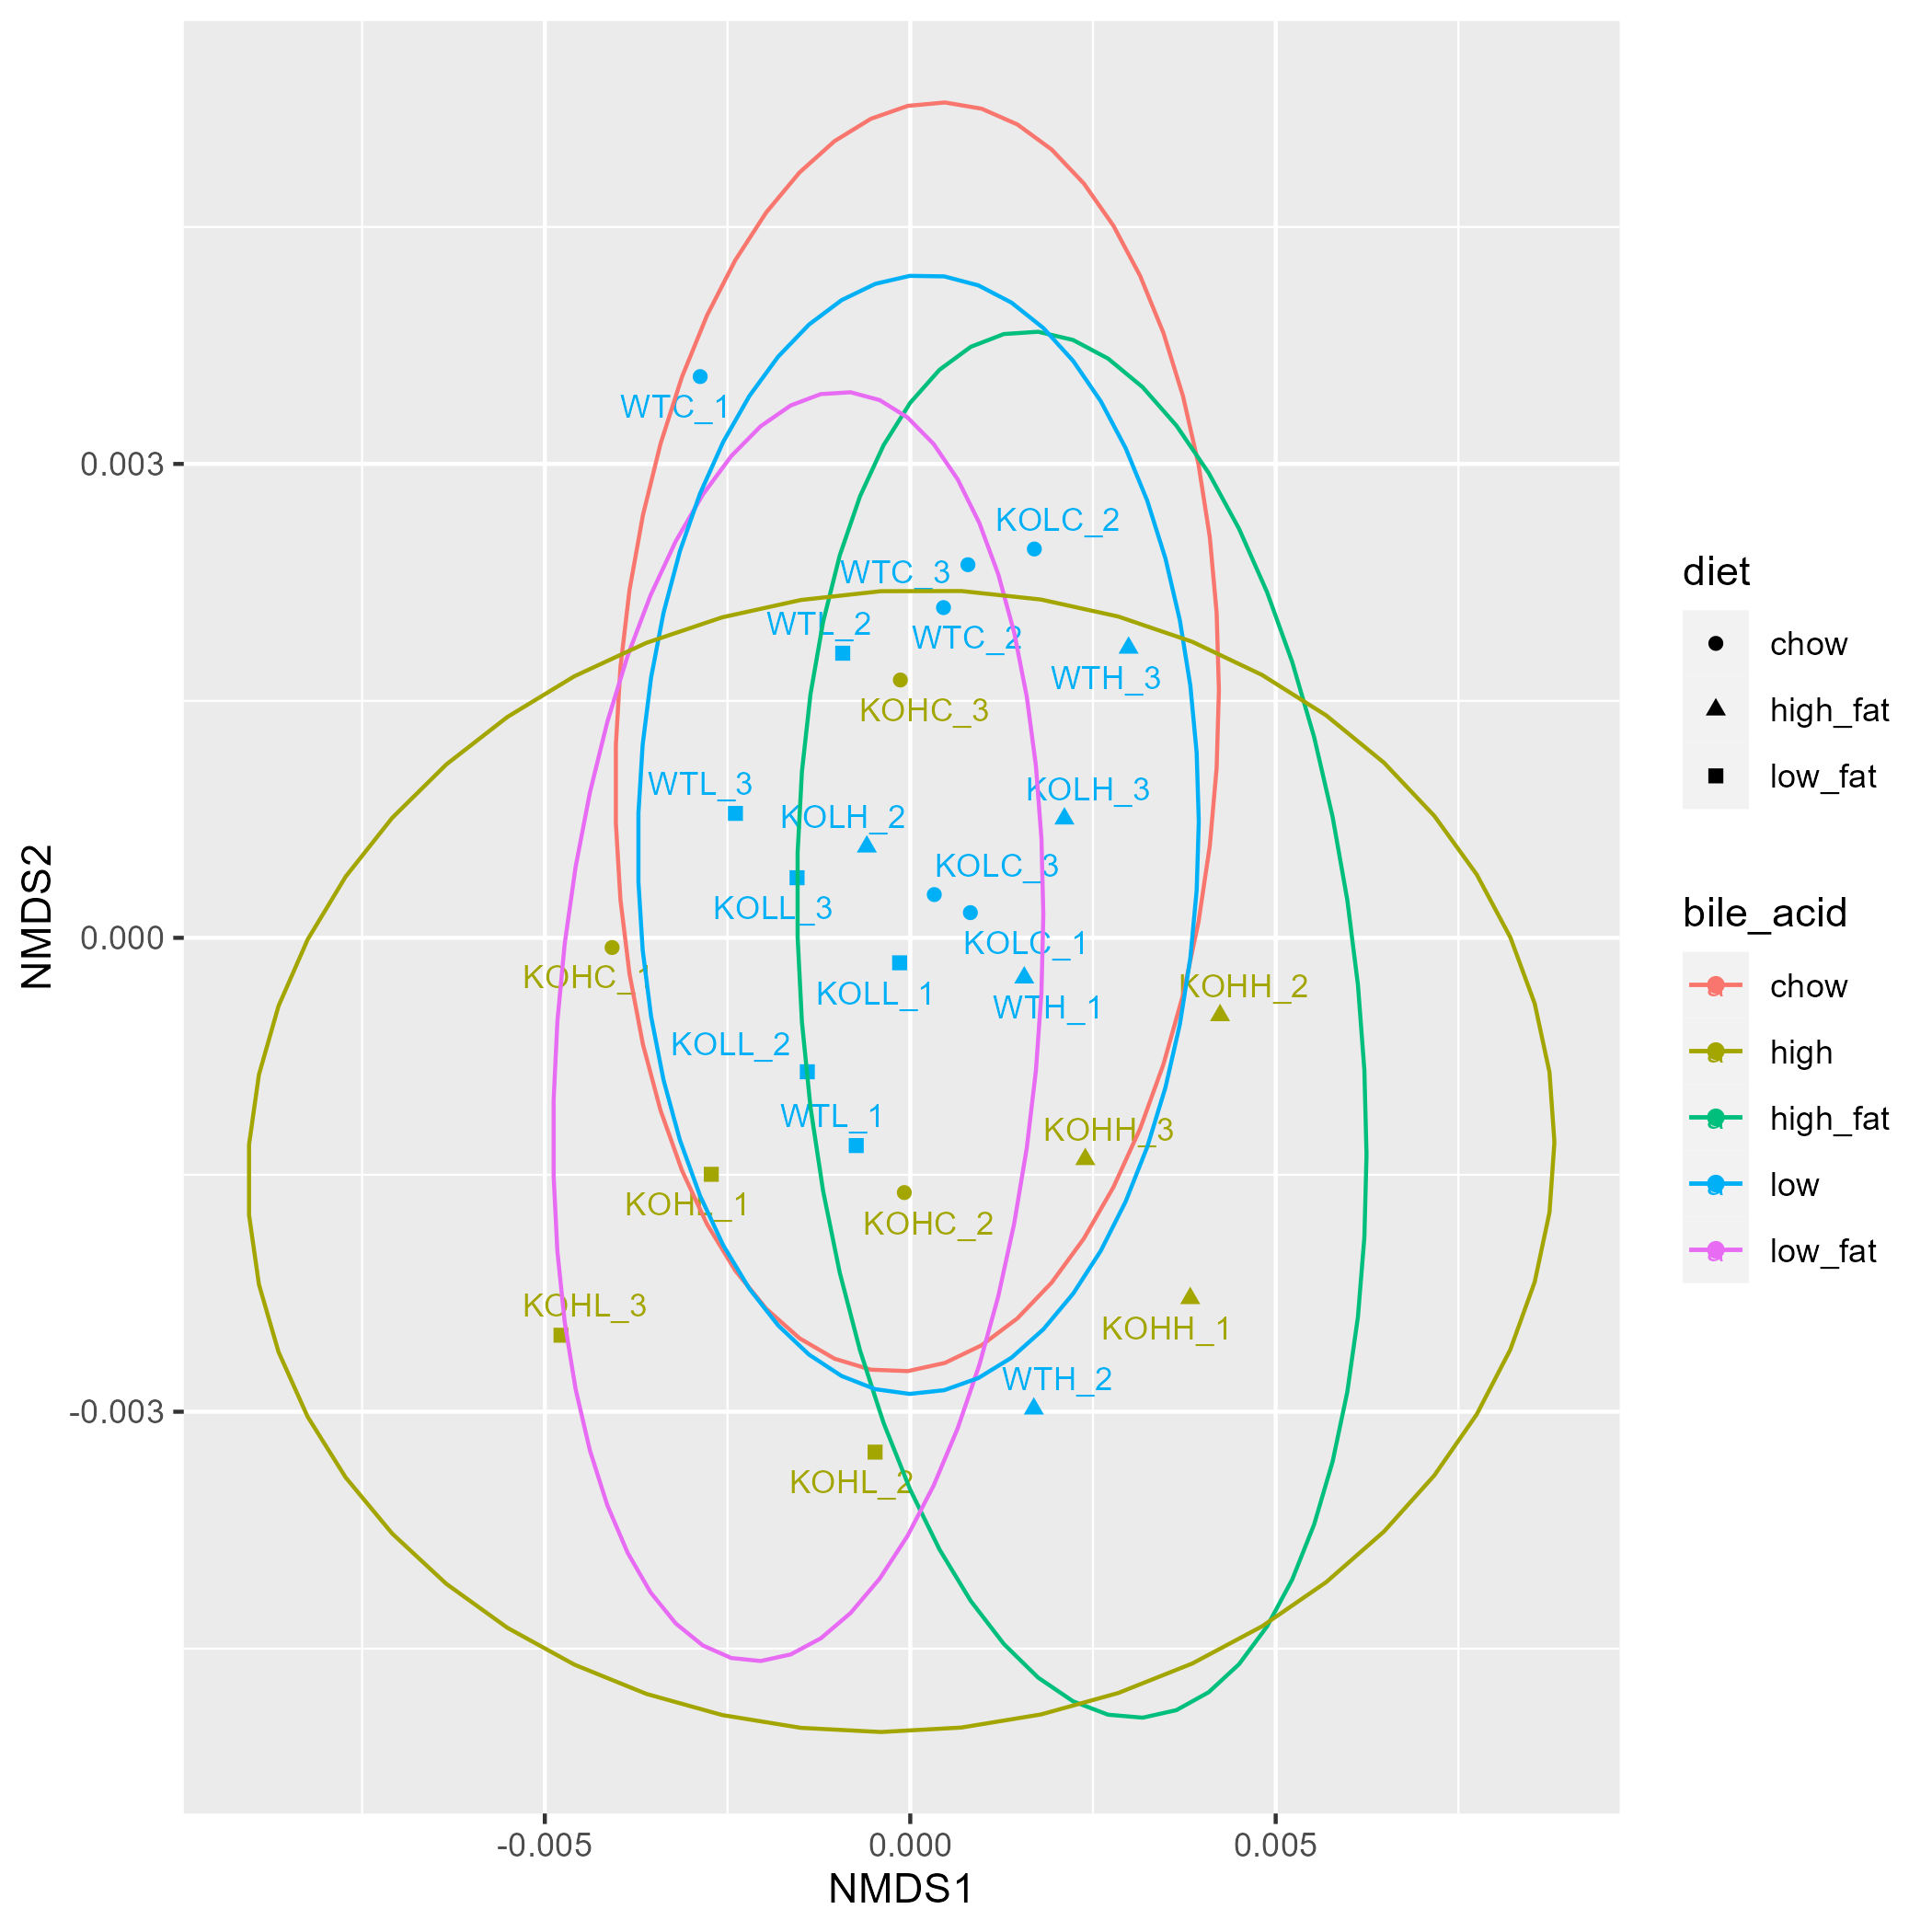 WTC_1
0.003
KOLC_2
WTC_3
WTL_2
WTC_2
WTH_3
KOHC_3
WTL_3
KOLH_3
KOLH_2
KOLC_3
KOLL_3
KOLC_1
0.000
KOHC_1
KOLL_1
WTH_1
KOHH_2
KOLL_2
WTL_1
KOHH_3
KOHL_1
KOHC_2
KOHL_3
KOHH_1
WTH_2
-0.003
KOHL_2
-0.005
0.000
0.005
NMDS1
NMDS2
diet
chow
high_fat
low_fat
bile_acid
chow
high
high_fat
low
low_fat